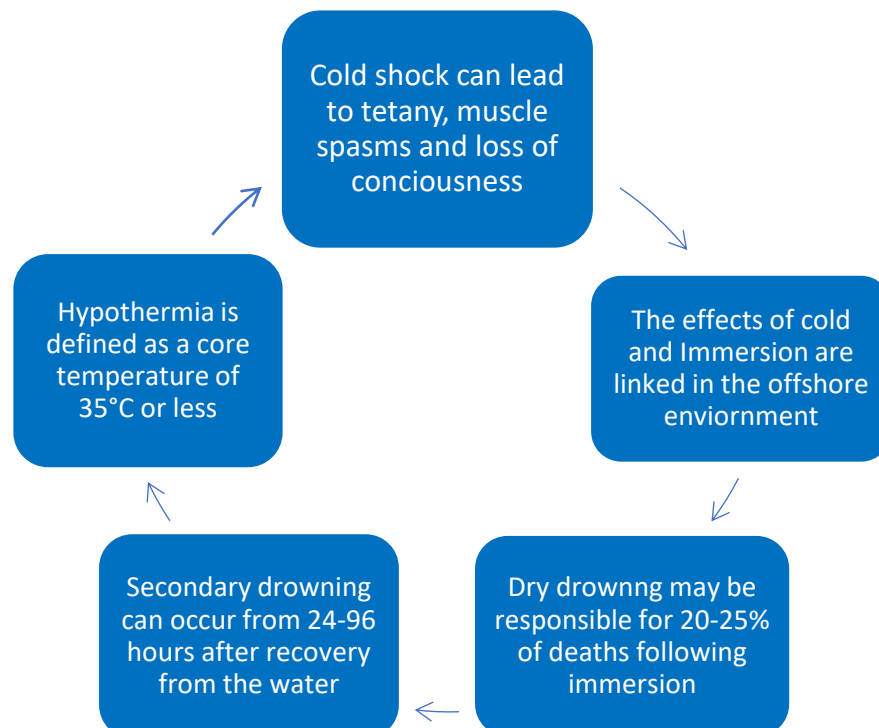 Cold shock can lead
to tetany, muscle
spasms and loss of
conciousness
The effects of cold
and Immersion are
linked in the offshore
enviornment
Dry drownng may be
responsible for 20-25%
of deaths following
immersion
Secondary drowning
can occur from 24-96
hours after recovery
from the water
Hypothermia is
defined as a core
temperature of
35°C or less